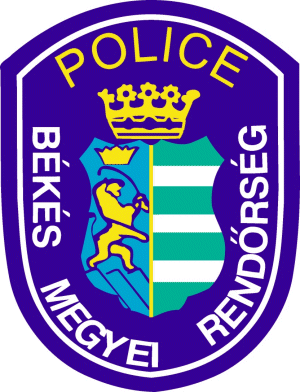 POLICE
BÉKÉS
MEGYEI
RENDŐRSÉG